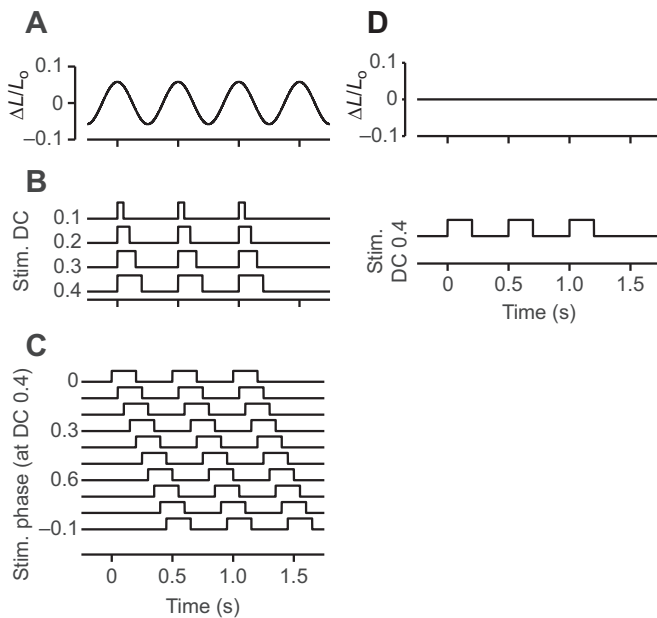 A
ΔL/Lo
0.1
0
–0.1
B
Stim. DC
0.1
0.2
0.3
0.4
C
Stim. phase (at DC 0.4)
0
0.3
0.6
–0.1
0 0.5 1.0 1.5
Time (s)
D
ΔL/Lo
0.1
0
–0.1
Stim.
DC 0.4
0 0.5 1.0 1.5
Time (s)